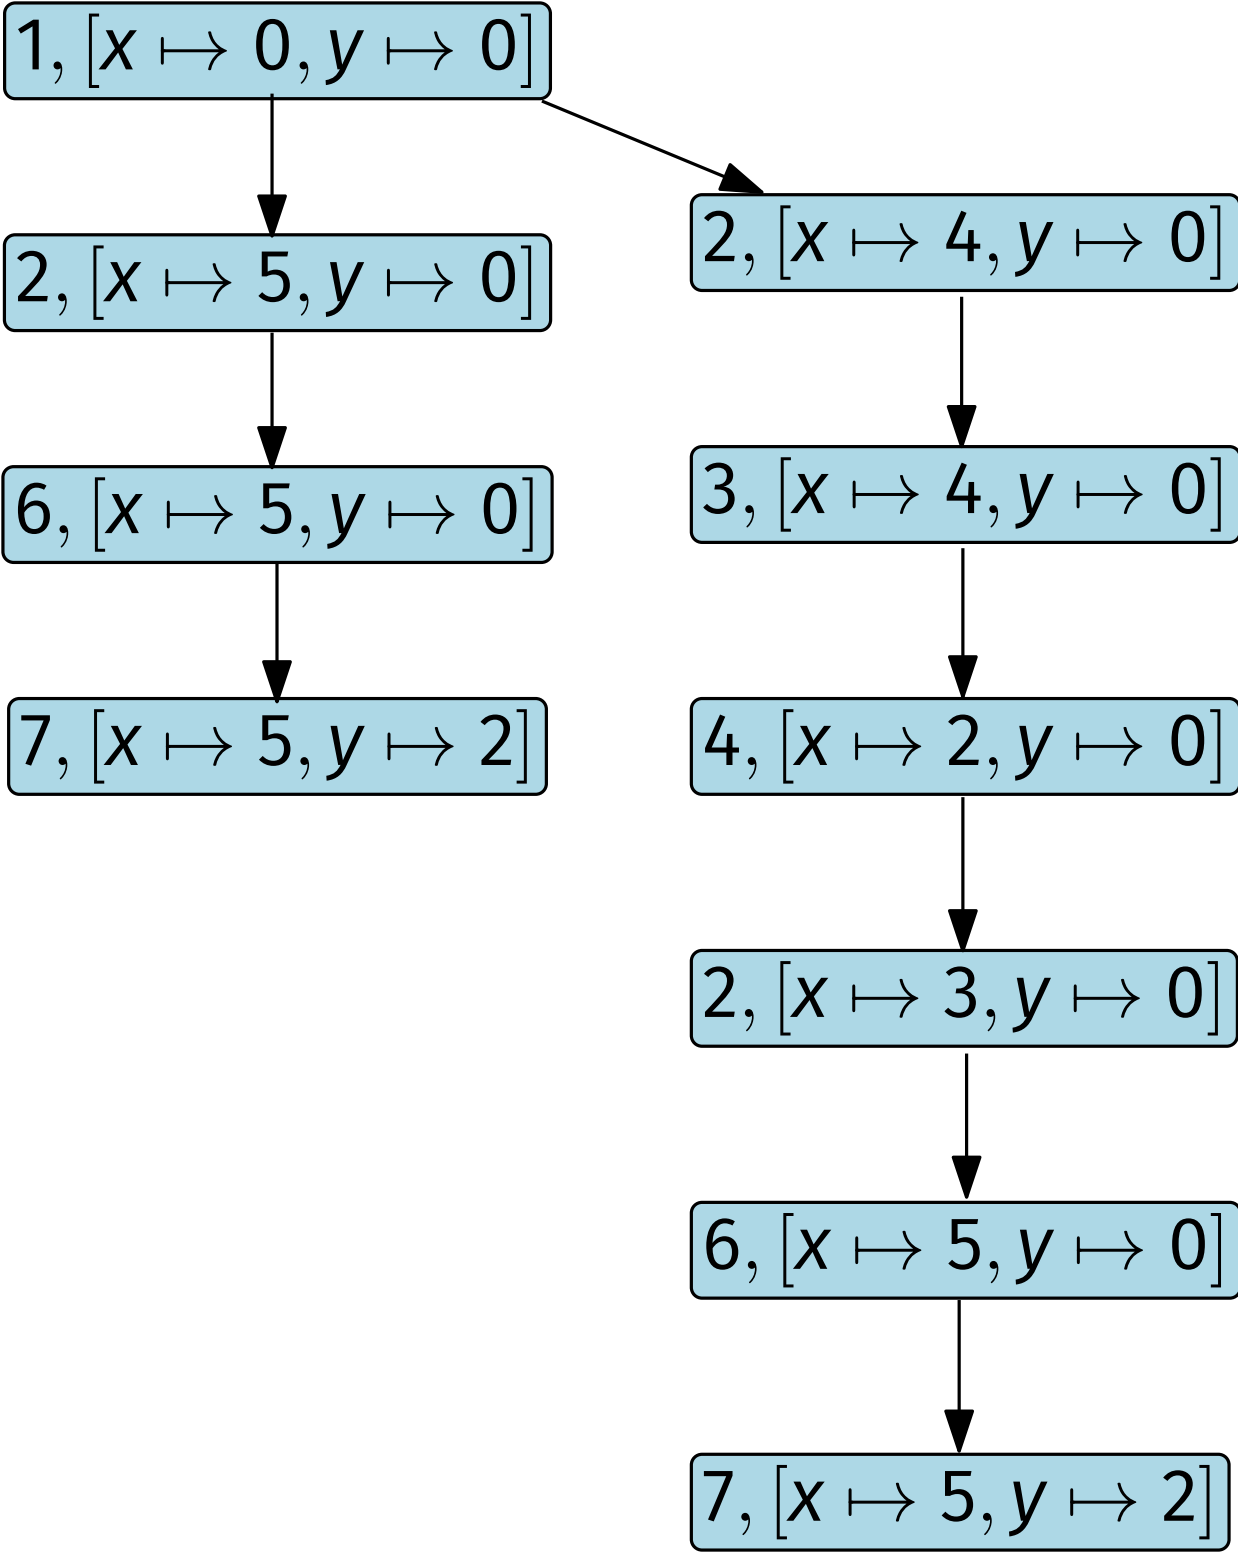 1, [x ↦ 0, y ↦ 0]
2, [x ↦ 5, y ↦ 0]
6, [x ↦ 5, y ↦ 0]
7, [x ↦ 5, y ↦ 2]
2, [x ↦ 4, y ↦ 0]
3, [x ↦ 4, y ↦ 0]
4, [x ↦ 2, y ↦ 0]
2, [x ↦ 3, y ↦ 0]
6, [x ↦ 5, y ↦ 0]
7, [x ↦ 5, y ↦ 2]